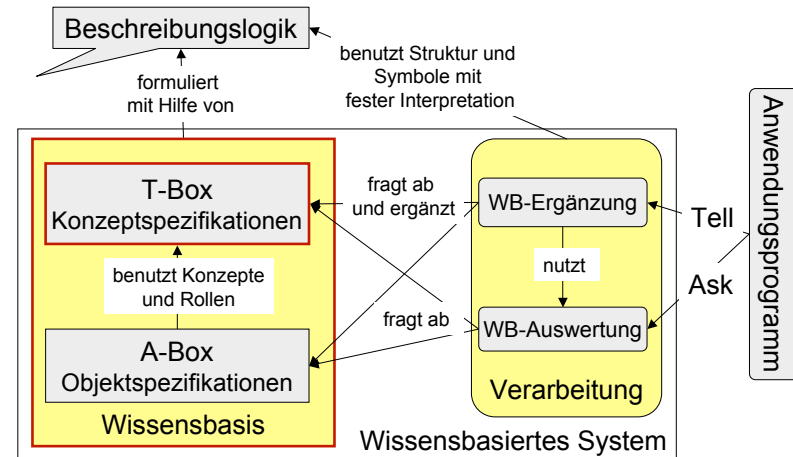 Beschreibungslogik
benutzt Struktur und
Symbole mit
fester Interpretation
formuliert
mit Hilfe von
T-Box
Konzeptspezifikationen
benutzt Konzepte
und Rollen
A-Box
Objektspezifikationen
Wissensbasis
fragt ab
und ergänzt
fragt ab
WB-Ergänzung
nutzt
WB-Auswertung
Verarbeitung
Wissensbasiertes System
Tell
Ask
Anwendungsprogramm